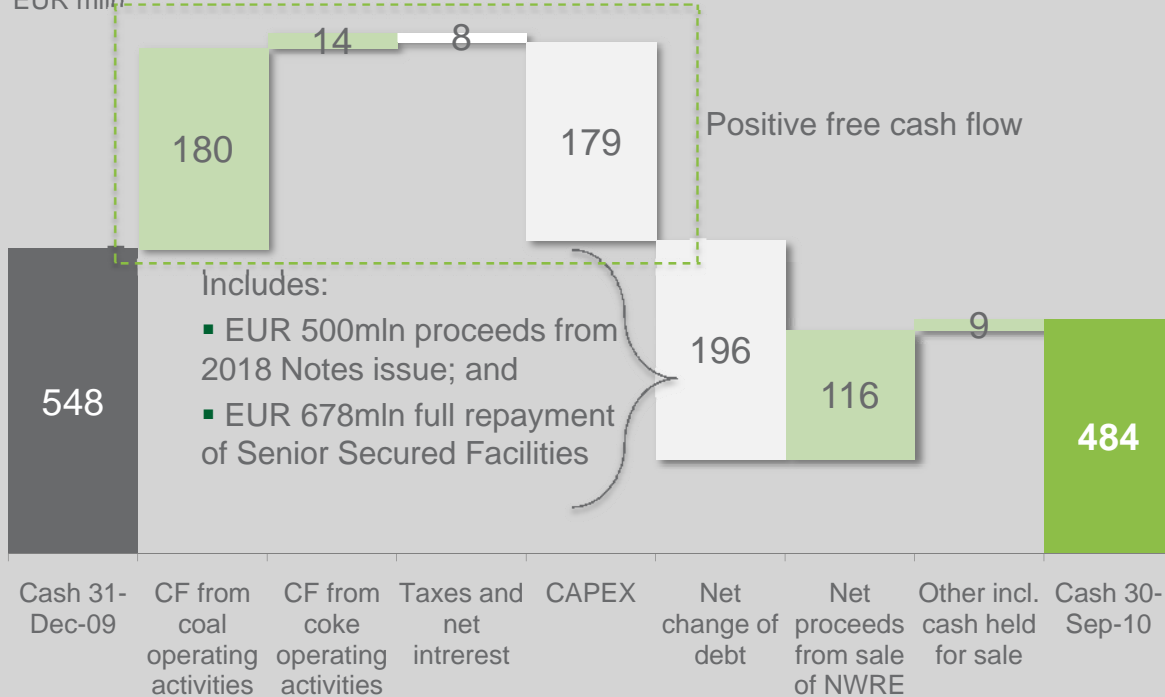 EUR mln
14
8
180
179
Positive free cash flow
Includes:
▪ EUR 500mln proceeds from
2018 Notes issue; and
▪ EUR 678mln full repayment
of Senior Secured Facilities
548
196
116
9
484
Cash 31-
Dec-09
CF from
coal
operating
activities
CF from
coke
operating
activities
Taxes and
net
intrerest
CAPEX
Net
change of
debt
Net
proceeds
from sale
of NWRE
Other incl.
cash held
for sale
Cash 30-
Sep-10